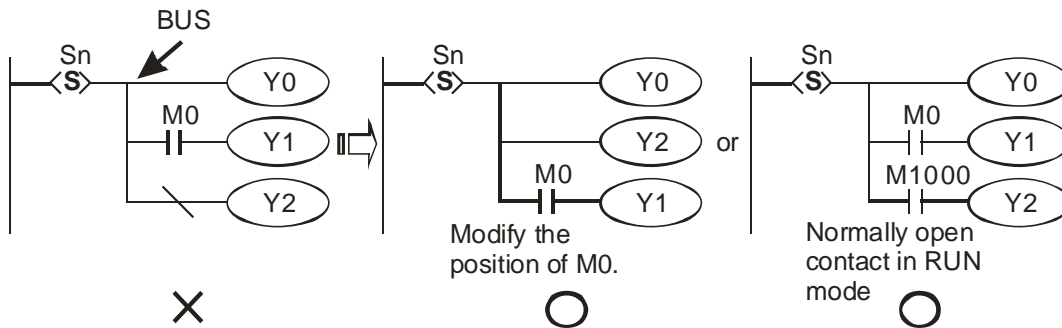 BUS
Sn
S
Y0
M0
Y1
Y2
Sn
S
Y0
Y2
M0
Y1
Modify the
position of M0.
or
Sn
S
Y0
M0
Y1
M1000
Y2
Normally open
contact in RUN
mode